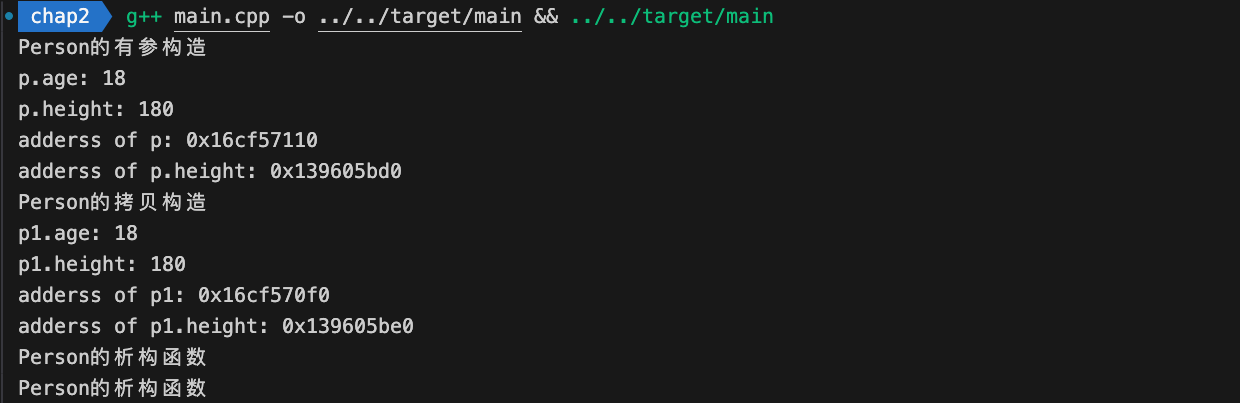 chap2 g++ main.cpp -o ../../target/main && ../../target/main
Person的有参构造
p.age: 18
p.height: 180
adderss of p: 0x16cf57110
adderss of p.height: 0x139605bd0
Person的拷贝构造
p1.age: 18
p1.height: 180
adderss of p1: 0x16cf570f0
adderss of p1.height: 0x139605be0
Person的析构函数
Person的析构函数